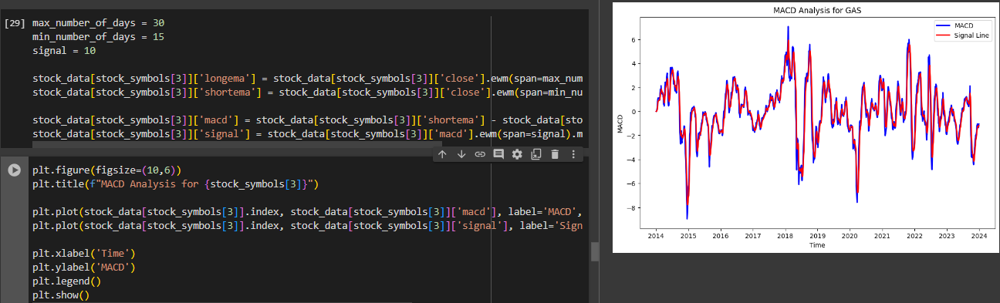 [29] max_number_of_days = 30
min_number_of_days = 15
signal = 10
stock_data[stock_symbols[3]]['longema'] = stock_data[stock_symbols[3]]['close'].ewm(span=max_num
stock_data[stock_symbols[3]]['shortema'] = stock_data[stock_symbols[3]]['close'].ewm(span=min_nu
stock_data[stock_symbols[3]]['macd'] = stock_data[stock_symbols[3]]['shortema'] - stock_data[sto
stock_data[stock_symbols[3]]['signal'] = stock_data[stock_symbols[3]]['macd'].ewm(span=signal).m
plt.figure(figsize=(10,6))
plt.title(f"MACD Analysis for {stock_symbols[3]}")
plt.plot(stock_data[stock_symbols[3]].index, stock_data[stock_symbols[3]]['macd'], label='MACD',
plt.plot(stock_data[stock_symbols[3]].index, stock_data[stock_symbols[3]]['signal'], label='Sign
plt.xlabel('Time')
plt.ylabel('MACD')
plt.legend()
plt.show()
MACD Analysis for GAS
MACD
Signal Line
6
4
2
0
−2
−4
−6
−8
MACD
2014 2015 2016 2017 2018 2019 2020 2021 2022 2023 2024
Time